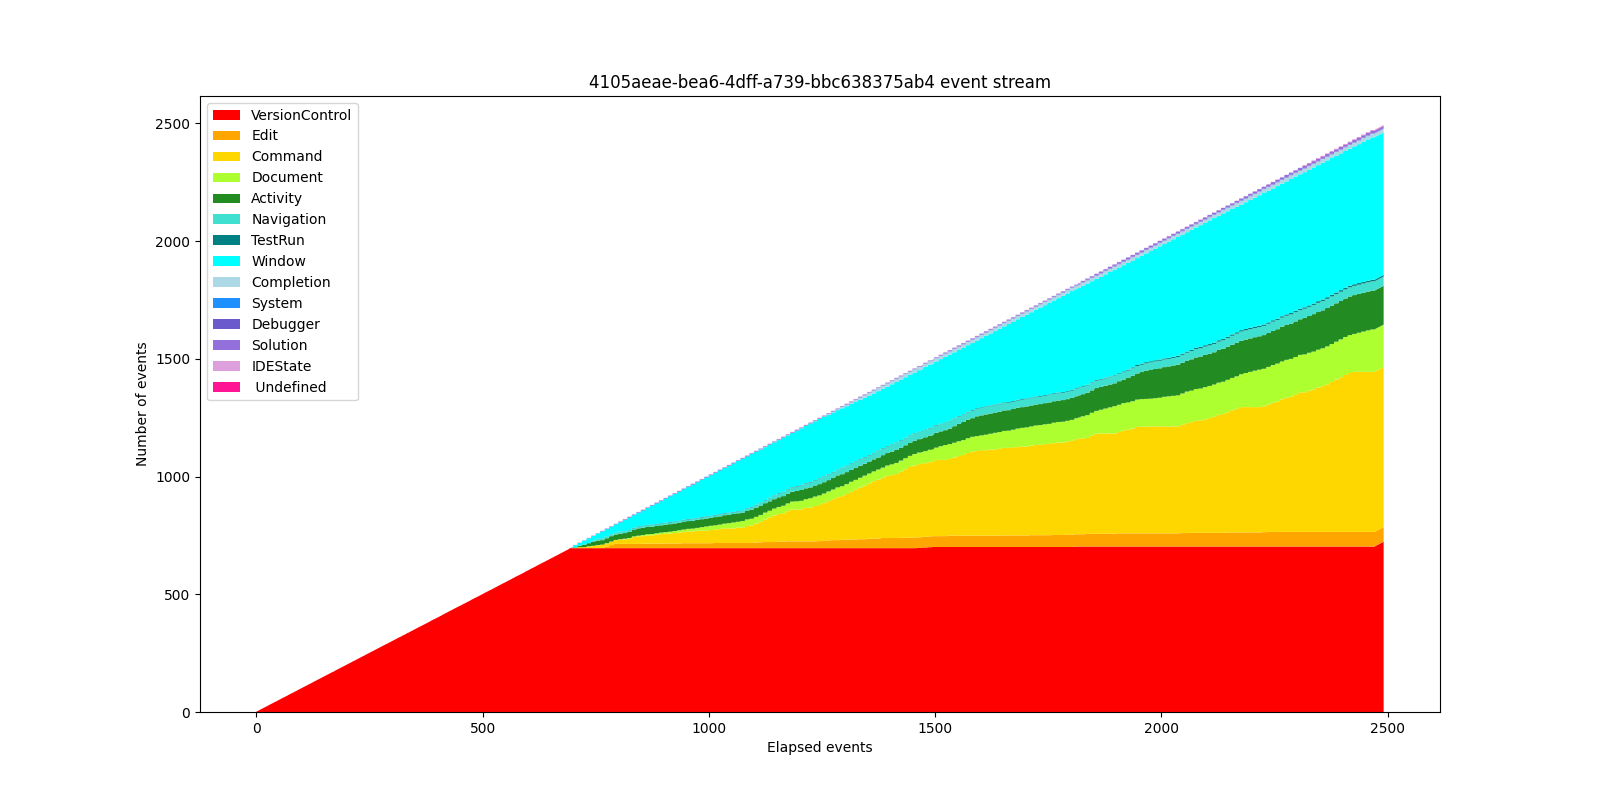 4105aeae-bea6-4dff-a739-bbc638375ab4 event stream
VersionControl
Edit
Command
Document
Activity
Navigation
TestRun
Window
Completion
System
Debugger
Solution
IDEState
Undefined
Number of events
2500
2000
1500
1000
500
0
0 500 1000 1500 2000 2500
Elapsed events